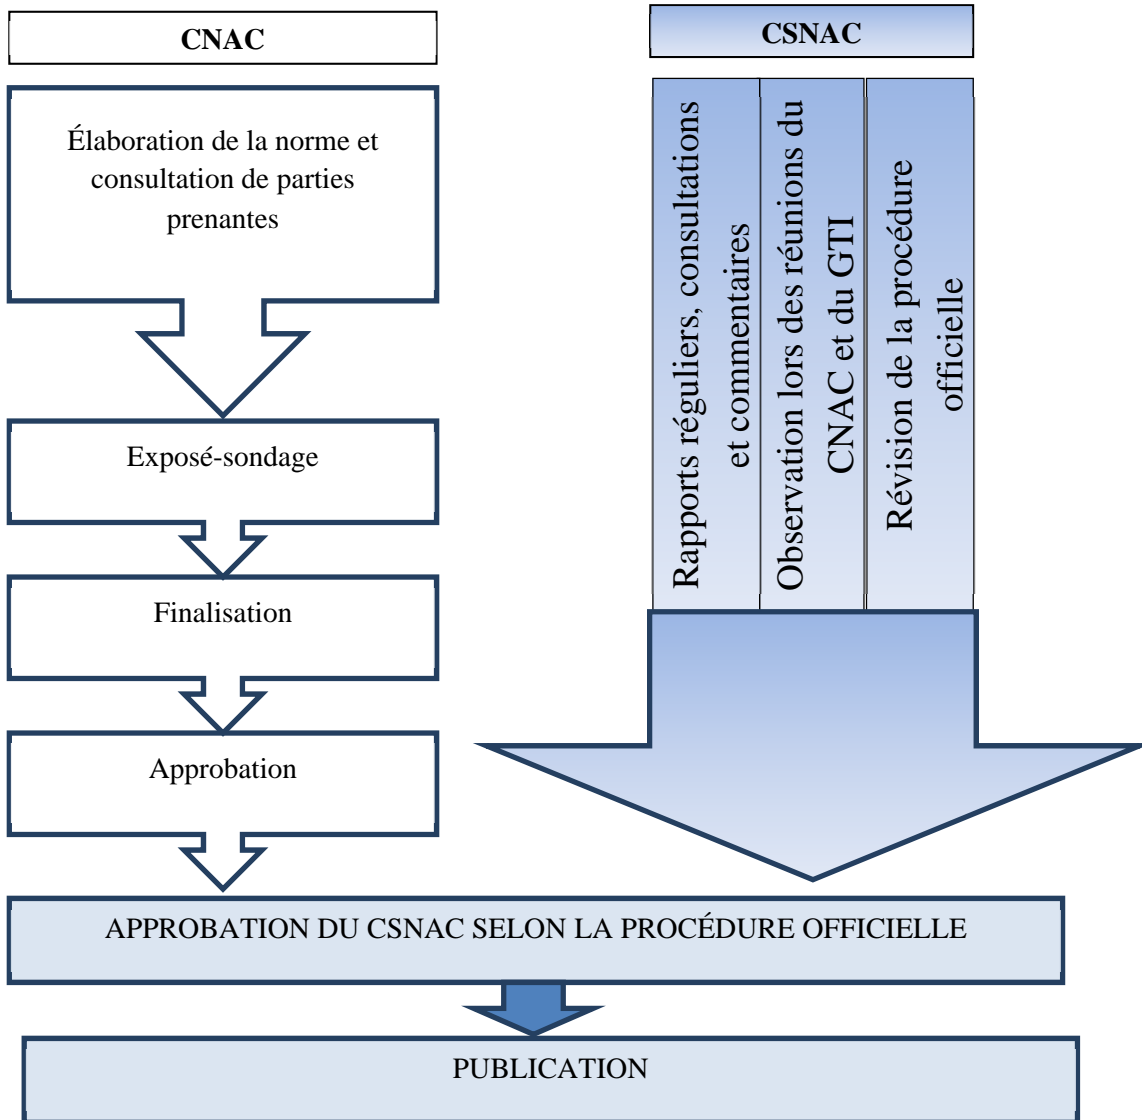 CNAC
Élaboration de la norme et
consultation de parties
prenantes
Exposé-sondage
Finalisation
Approbation
CSNAC
Rapports réguliers, consultations
et commentaires
Observation lors des réunions du
CNAC et du GTI
Révision de la procédure
officielle
APPROBATION DU CSNAC SELON LA PROCÉDURE OFFICIELLE
PUBLICATION